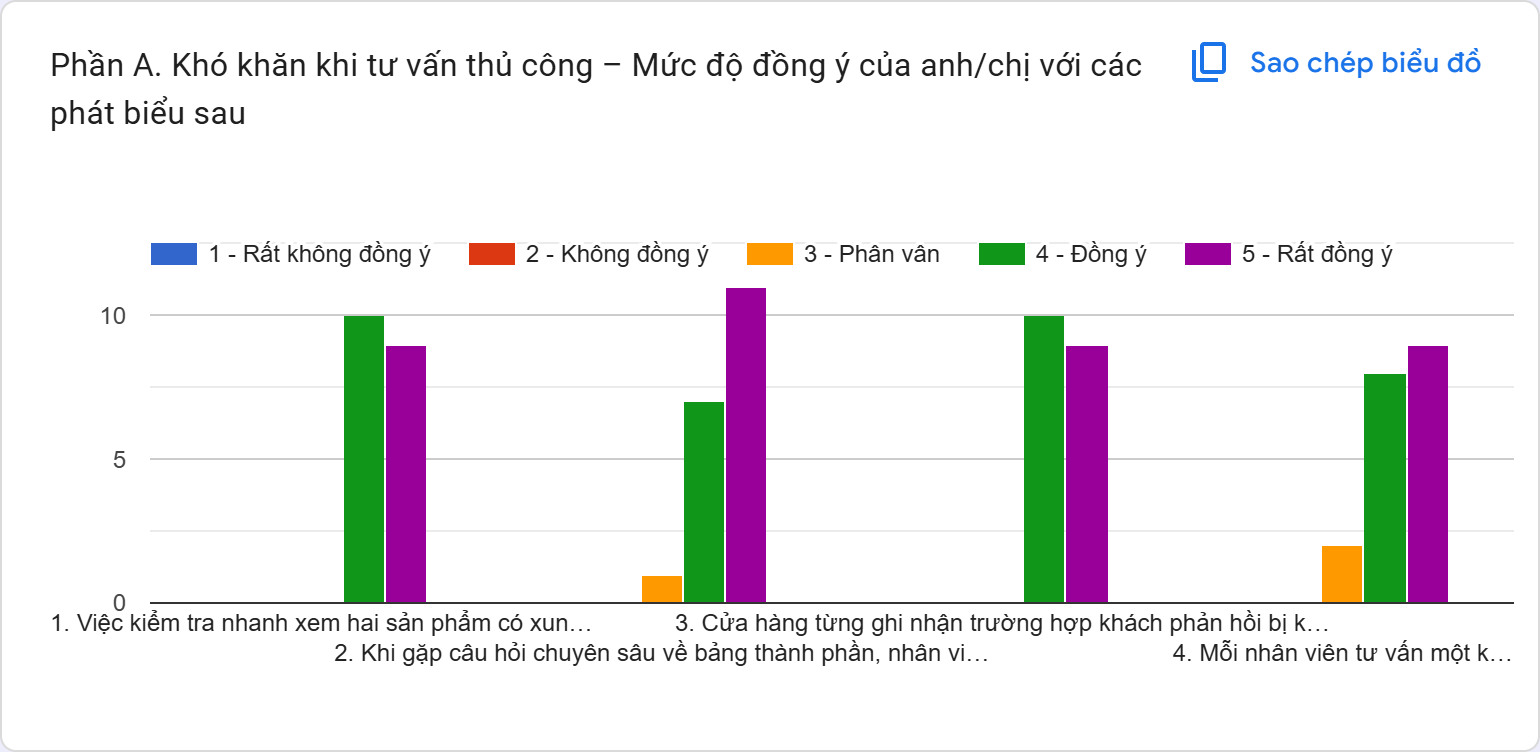 Phần A. Khó khăn khi tư vấn thủ công – Mức độ đồng ý của anh/chị với các
phát biểu sau
Sao chép biểu đồ
1 - Rất không đồng ý
2 - Không đồng ý
3 - Phân vân
4 - Đồng ý
5 - Rất đồng ý
10
5
0
1. Việc kiểm tra nhanh xem hai sản phẩm có xun…
3. Cửa hàng từng ghi nhận trường hợp khách phản hồi bị k…
2. Khi gặp câu hỏi chuyên sâu về bảng thành phần, nhân vi…
4. Mỗi nhân viên tư vấn một k…